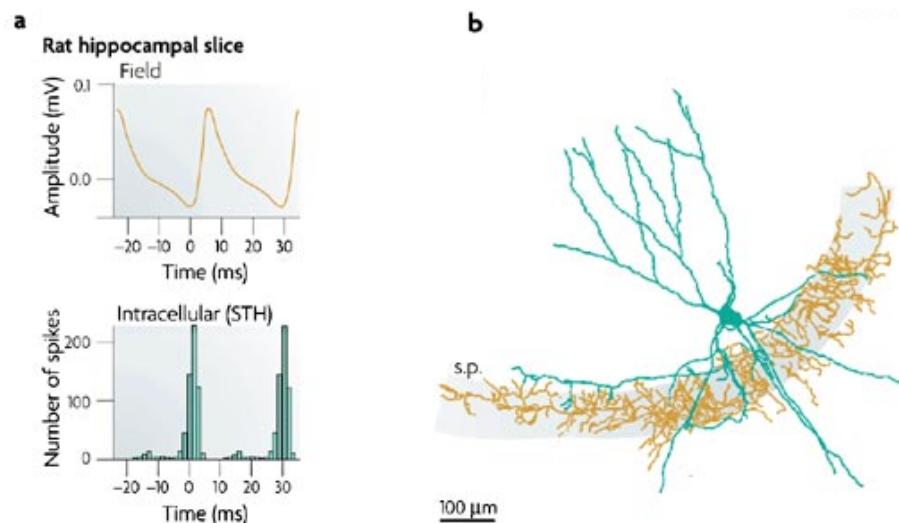 a
Rat hippocampal slice
Field
Amplitude (mV)
0.1
0.0
–20 –10 0 10 20 30
Time (ms)
Intracellular (STH)
Number of spikes
200
100
0
–20 –10 0 10 20 30
Time (ms)
b
s.p.
100 μm